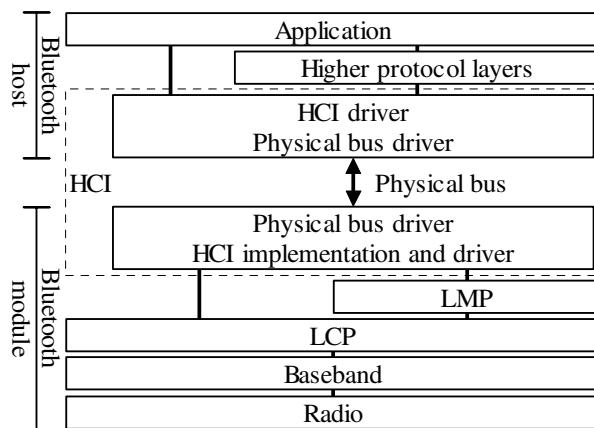 Application
Higher protocol layers
Bluetooth
host
HCI driver
Physical bus driver
HCI
Physical bus
Physical bus driver
HCI implementation and driver
Bluetooth
module
LMP
LCP
Baseband
Radio